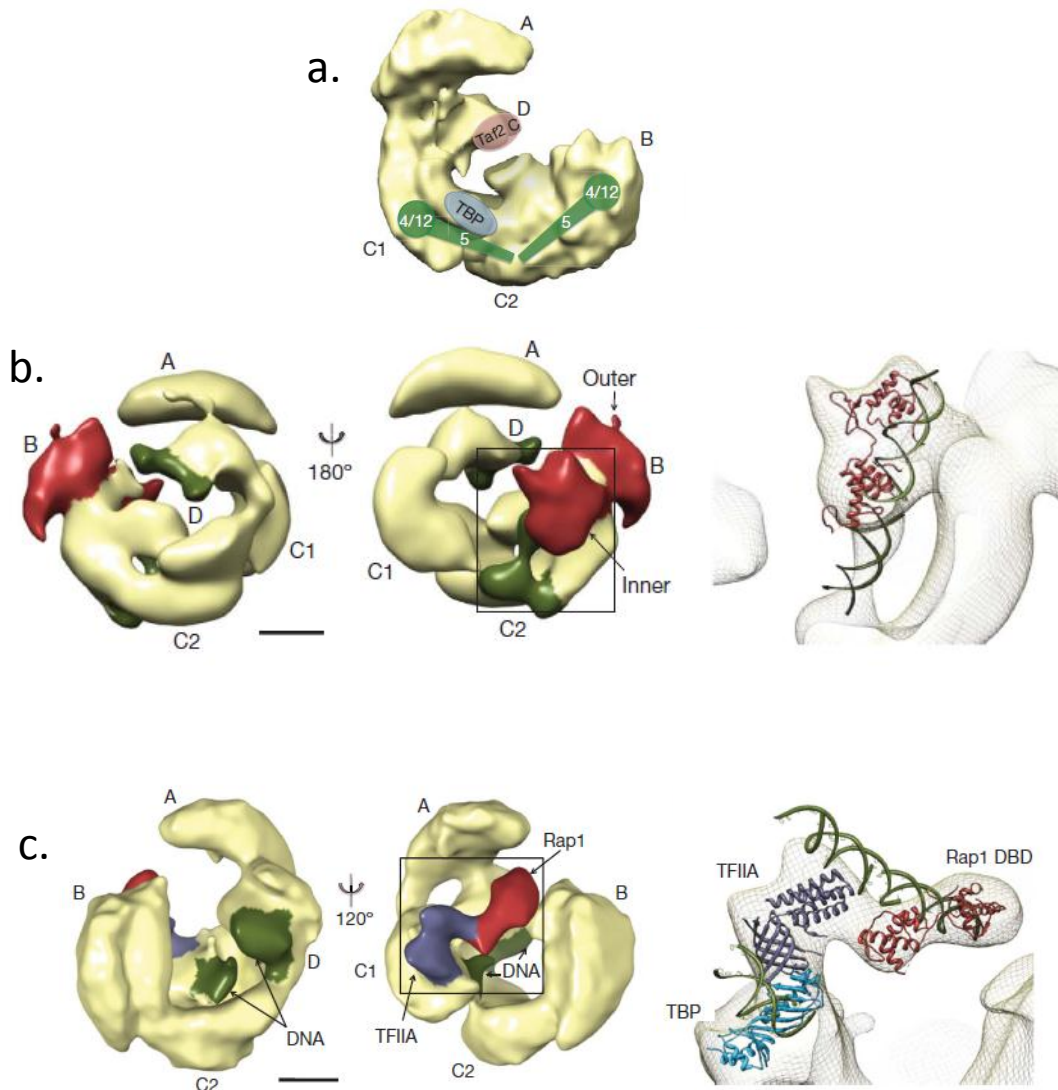 a.
A
D
Taf2 C
B
4/12
TBP
4/12
5
5
C1
C2
b.
A
B
D
C1
C2
180°
A
Outer
D
B
C1
Inner
C2
c.
A
B
D
DNA
C2
120°
A
Rap1
B
C1
DNA
TFIIA
C2
TFIIA
Rap1 DBD
TBP